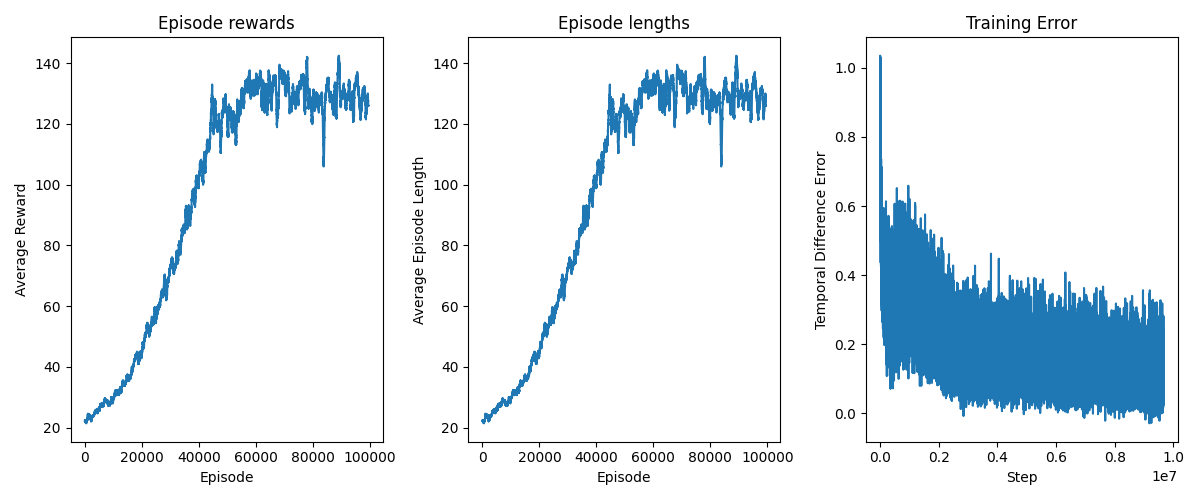 Episode rewards
Average Reward
140
120
100
80
60
40
20
0 20000 40000 60000 80000 100000
Episode
Episode lengths
Average Episode Length
140
120
100
80
60
40
20
0 20000 40000 60000 80000 100000
Episode
Training Error
Temporal Difference Error
1.0
0.8
0.6
0.4
0.2
0.0
0.0 0.2 0.4 0.6 0.8 1.0
1e7
Step